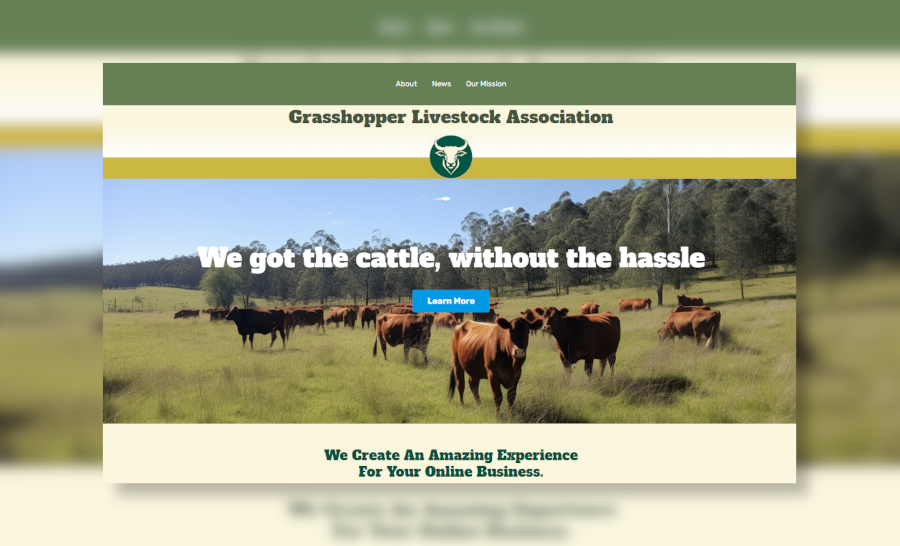 About News Our Mission
Grasshopper Livestock Association
We got the cattle, without the hassle
Learn More
We Create An Amazing Experience
For Your Online Business.